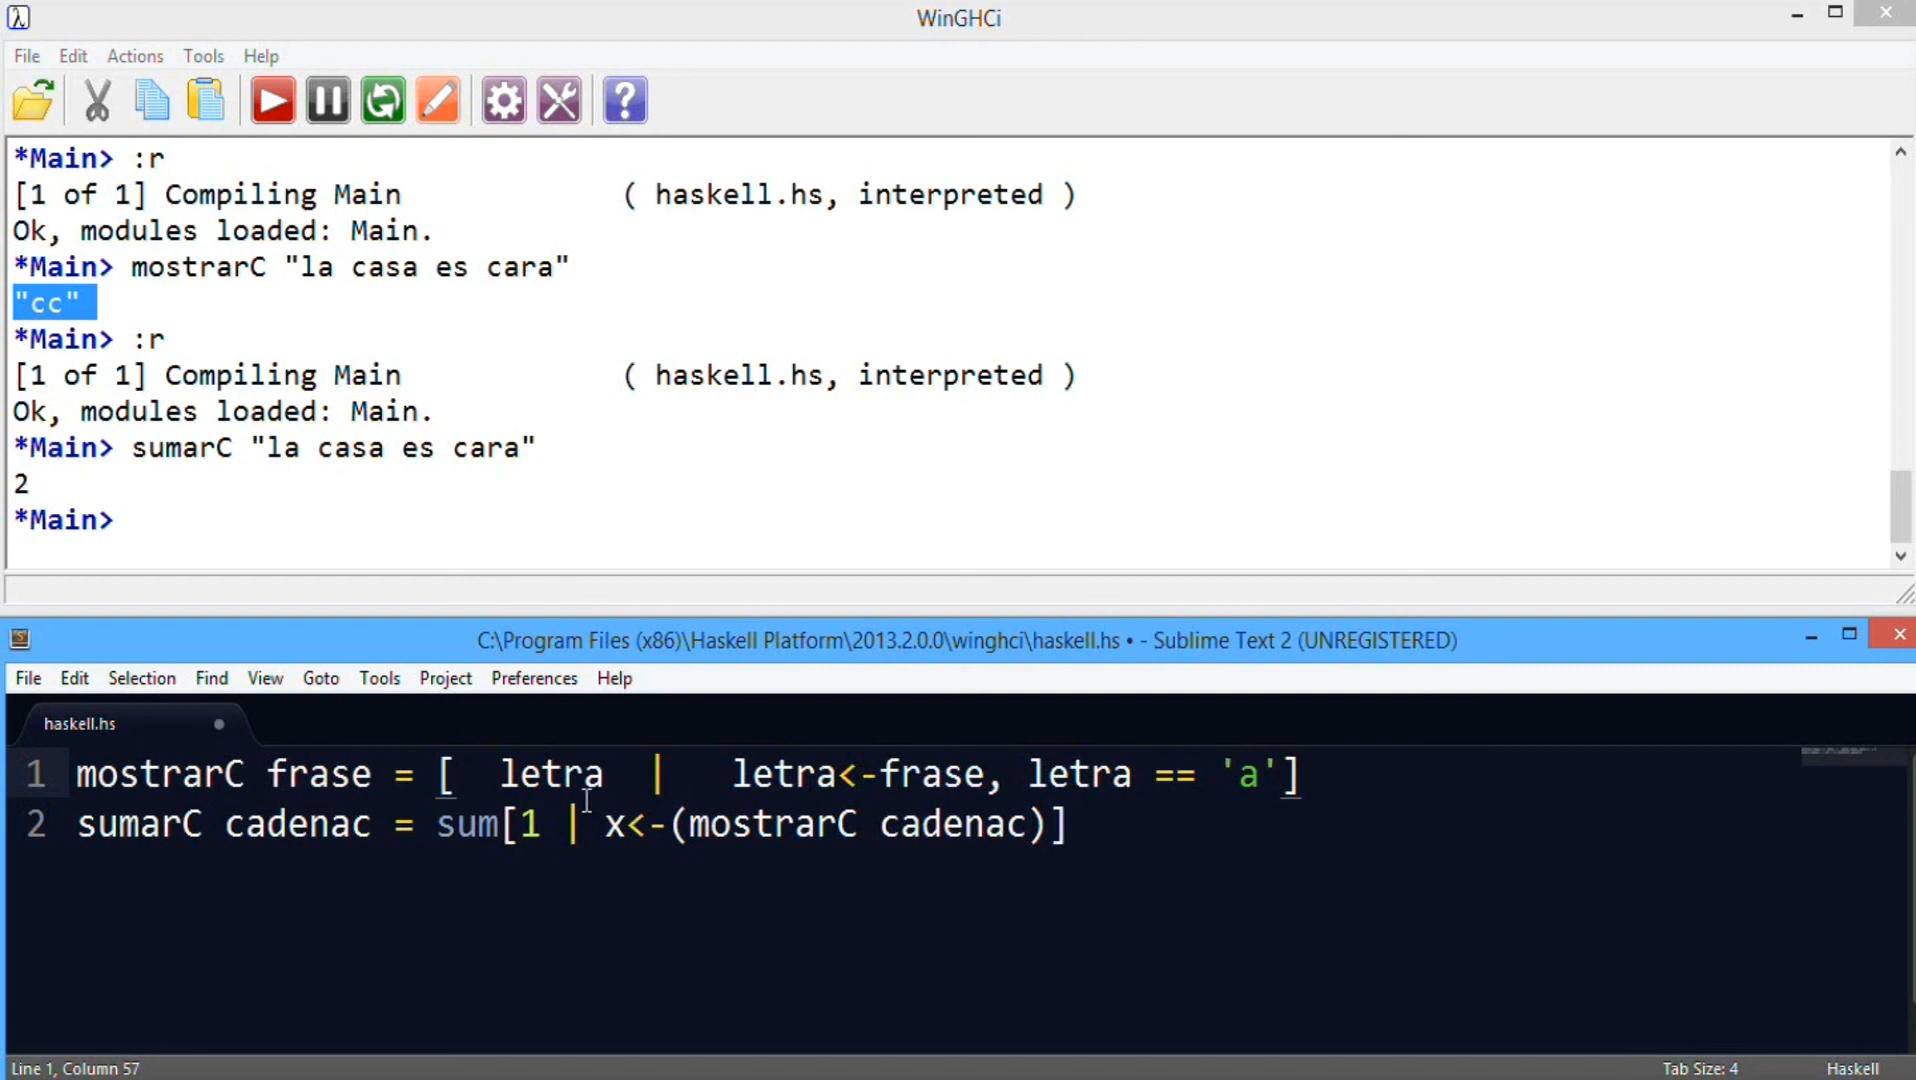 WinGHCi
File Edit Actions Tools Help
*Main> :r
[1 of 1] Compiling Main ( haskell.hs, interpreted )
Ok, modules loaded: Main.
*Main> mostrarC "la casa es cara"
"cc"
*Main> :r
[1 of 1] Compiling Main ( haskell.hs, interpreted )
Ok, modules loaded: Main.
*Main> sumarC "la casa es cara"
2
*Main>
C:\Program Files (x86)\Haskell Platform\2013.2.0.0\winghci\haskell.hs • - Sublime Text 2 (UNREGISTERED)
File Edit Selection Find View Goto Tools Project Preferences Help
haskell.hs
1 mostrarC frase = [ letra | letra<-frase, letra == 'a']
2 sumarC cadenac = sum[1 | x<-(mostrarC cadenac)]
Line 1, Column 57 Tab Size: 4 Haskell